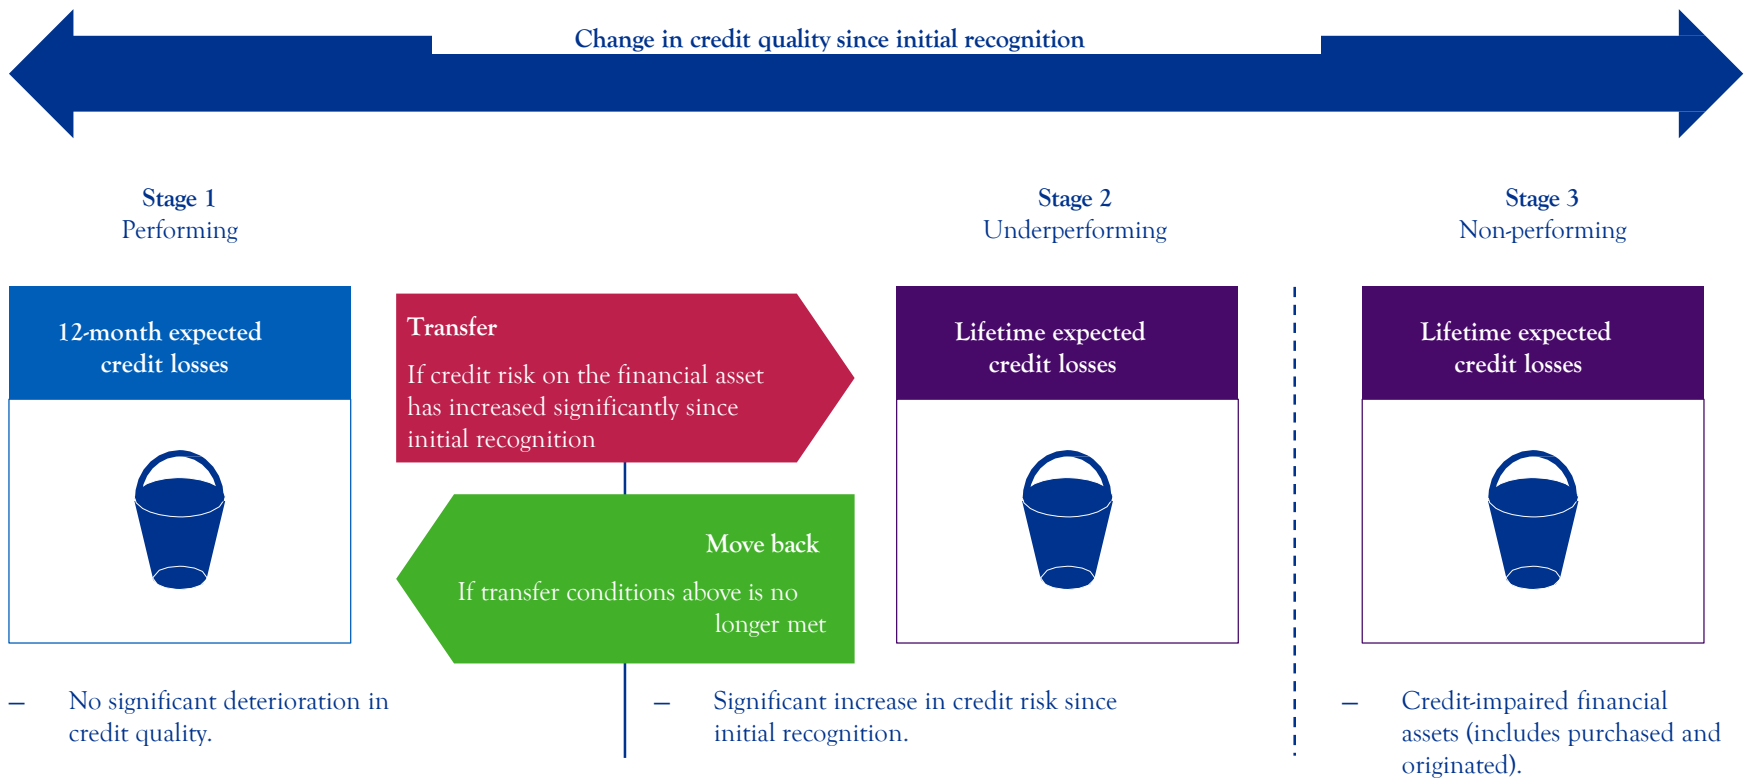 Change in credit quality since initial recognition
Stage 1
Performing
Stage 2
Underperforming
Stage 3
Non-performing
12-month expected
credit losses
Transfer
If credit risk on the financial asset
has increased significantly since
initial recognition
Move back
If transfer conditions above is no
longer met
Lifetime expected
credit losses
Lifetime expected
credit losses
– No significant deterioration in
credit quality.
– Significant increase in credit risk since
initial recognition.
– Credit-impaired financial
assets (includes purchased and
originated).